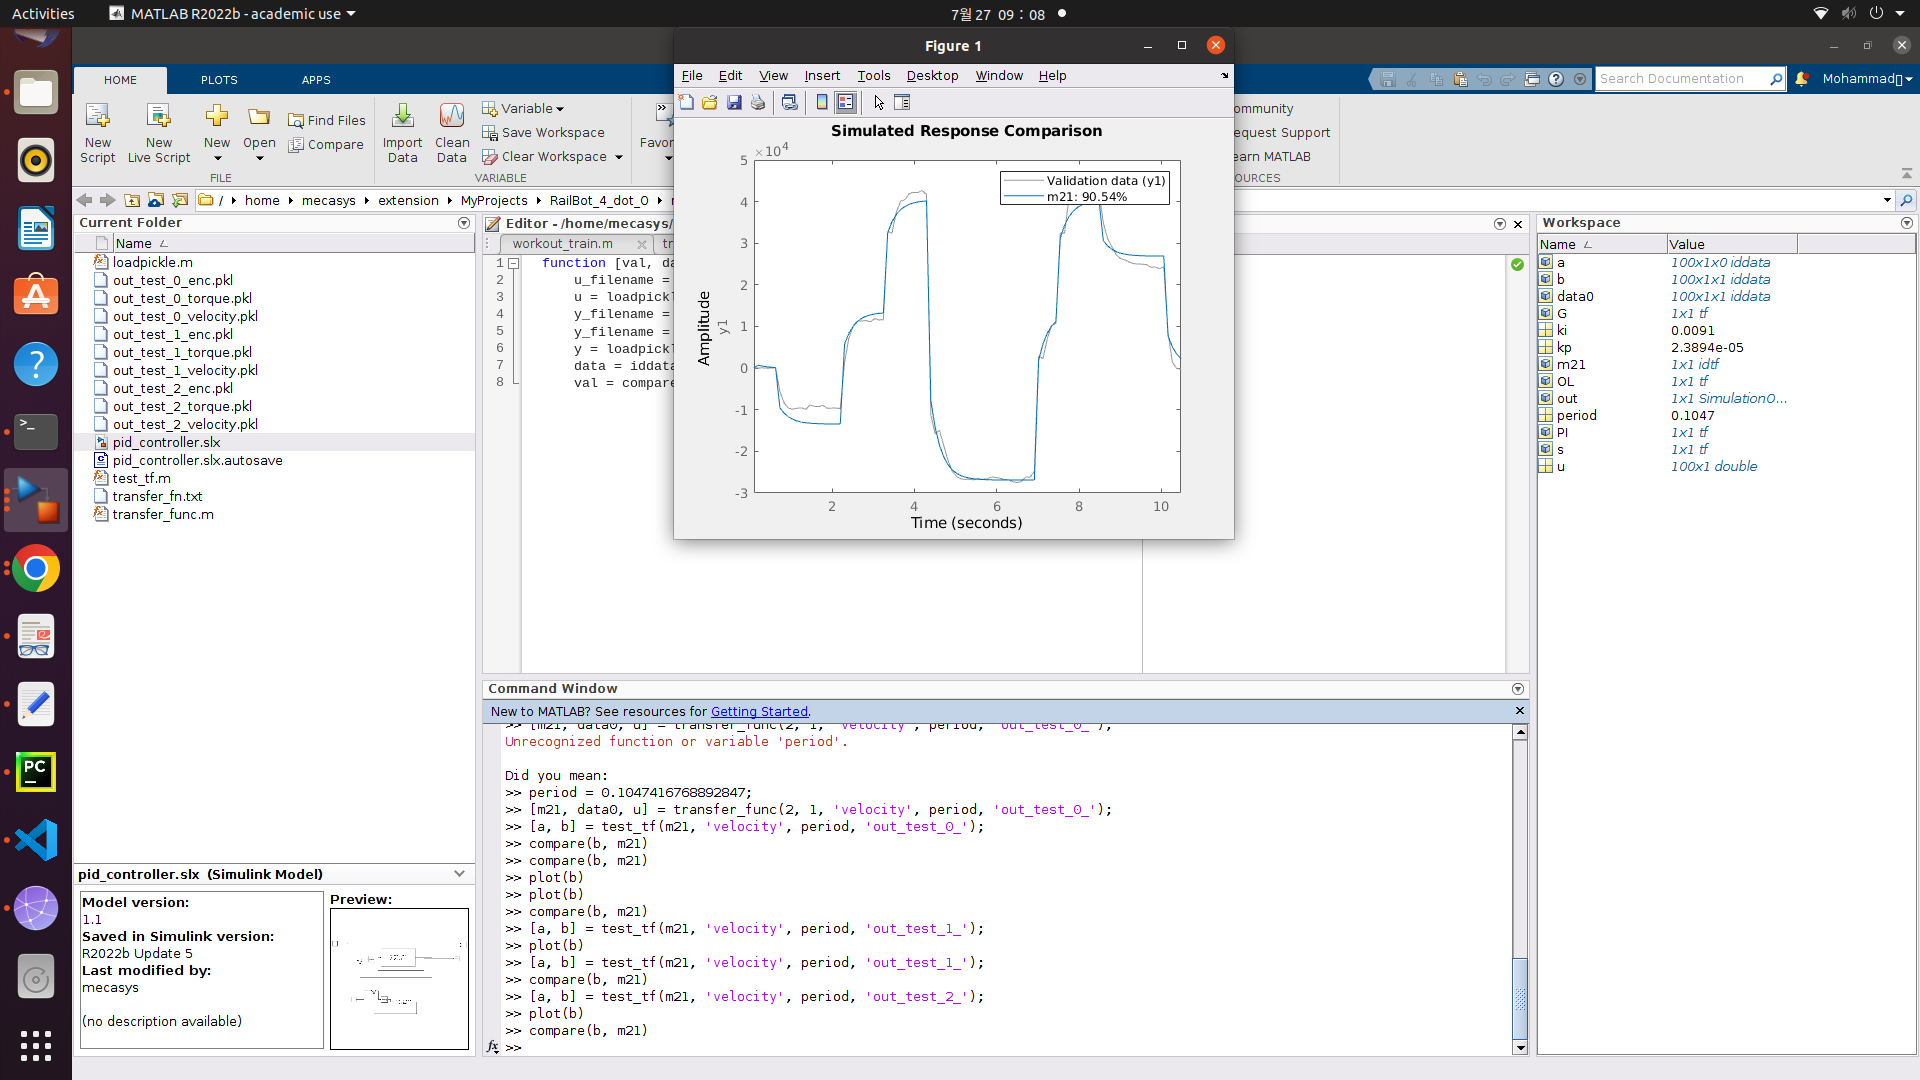 Activities
MATLAB R2022b - academic use
7월 27 09 : 08
Figure 1
File Edit View Insert Tools Desktop Window Help
HOME PLOTS APPS
Search Documentation
Mohammad
New Script
New Live Script
New
Open
Find Files
Compare
Import Data
Clean Data
Variable
Save Workspace
Clear Workspace
Favor
FILE
VARIABLE
ommunity
equest Support
earn MATLAB
OURCES
/ home mecasys extension MyProjects RailBot_4_dot_0
Current Folder
Name
loadpickle.m
out_test_0_enc.pkl
out_test_0_torque.pkl
out_test_0_velocity.pkl
out_test_1_enc.pkl
out_test_1_torque.pkl
out_test_1_velocity.pkl
out_test_2_enc.pkl
out_test_2_torque.pkl
out_test_2_velocity.pkl
pid_controller.slx
pid_controller.slx.autosave
test_tf.m
transfer_fn.txt
transfer_func.m
pid_controller.slx (Simulink Model)
Model version:
1.1
Saved in Simulink version:
R2022b Update 5
Last modified by:
mecasys
(no description available)
Preview:
Editor - /home/mecasys/
workout_train.m
tr
1 function [val, da
2 u_filename =
3 u = loadpickl
4 y_filename =
5 y_filename =
6 y = loadpickl
7 data = iddata
8 val = compare
Simulated Response Comparison
×10⁴
Validation data (y1)
m21: 90.54%
Amplitude
y1
5
4
3
2
1
0
-1
-2
-3
2 4 6 8 10
Time (seconds)
Command Window
New to MATLAB? See resources for Getting Started.
>> [m21, data0, u] = transfer_func(2, 1, 'velocity', period, 'out_test_0_');
Unrecognized function or variable 'period'.
Did you mean:
>> period = 0.1047416768892847;
>> [m21, data0, u] = transfer_func(2, 1, 'velocity', period, 'out_test_0_');
>> [a, b] = test_tf(m21, 'velocity', period, 'out_test_0_');
>> compare(b, m21)
>> compare(b, m21)
>> plot(b)
>> plot(b)
>> compare(b, m21)
>> [a, b] = test_tf(m21, 'velocity', period, 'out_test_1_');
>> plot(b)
>> [a, b] = test_tf(m21, 'velocity', period, 'out_test_1_');
>> compare(b, m21)
>> [a, b] = test_tf(m21, 'velocity', period, 'out_test_2_');
>> plot(b)
>> compare(b, m21)
fx >>
Workspace
Name Value
a 100x1x0 iddata
b 100x1x1 iddata
data0 100x1x1 iddata
G 1x1 tf
ki 0.0091
kp 2.3894e-05
m21 1x1 idtf
OL 1x1 tf
out 1x1 SimulationO...
period 0.1047
PI 1x1 tf
s 1x1 tf
u 100x1 double
PC